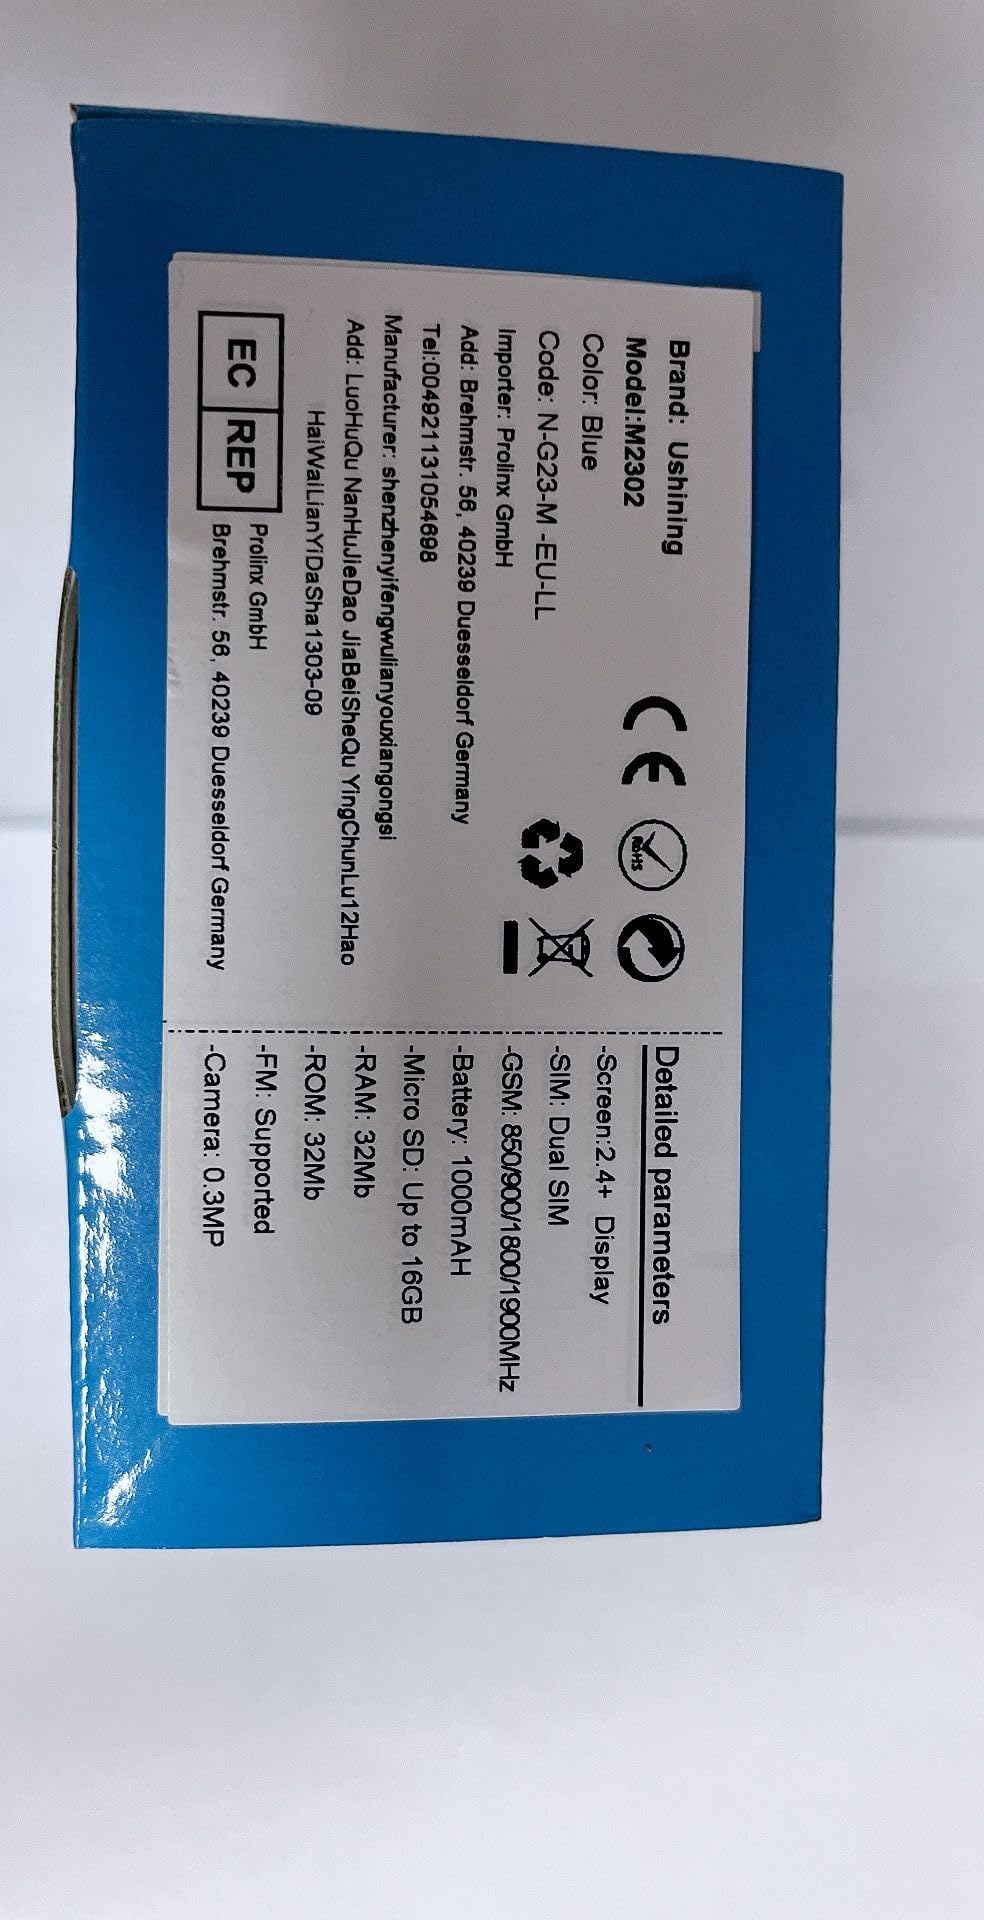 Brand: Ushining
Model:M2302
Color: Blue
Code: N-G23-M -EU-LL
Importer: Prolinx GmbH
Add: Brehmstr. 56, 40239 Duesseldorf Germany
Tel:004921131054698
Manufacturer: shenzhenyifengwulianyouxiangongsi
Add: LuoHuQu NanHuJieDao JiaBeiSheQu YingChunLu12Hao
HaiWaiLianYiDaSha1303-09
EC REP
Prolinx GmbH
Brehmstr. 56, 40239 Duesseldorf Germany
CE
RoHS
Detailed parameters
-Screen:2.4+ Display
-SIM: Dual SIM
-GSM: 850/900/1800/1900MHz
-Battery: 1000mAH
-Micro SD: Up to 16GB
-RAM: 32Mb
-ROM: 32Mb
-FM: Supported
-Camera: 0.3MP